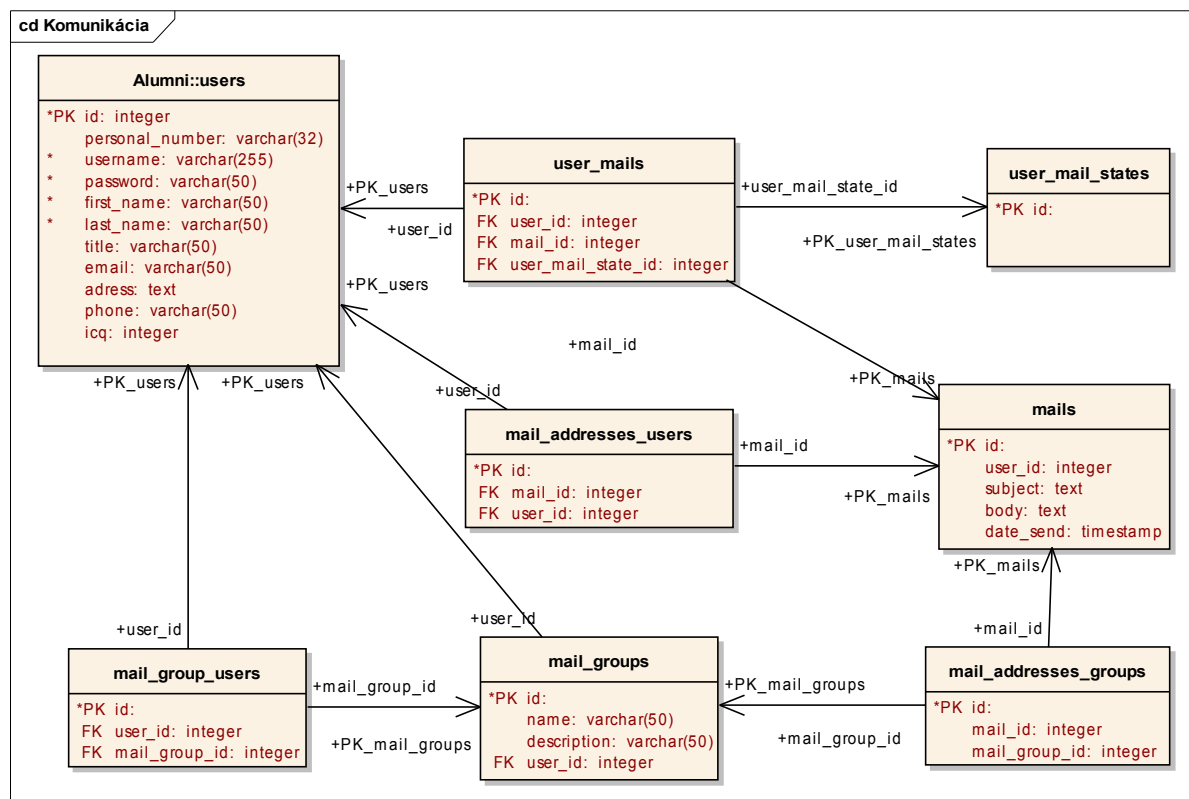 cd Komunikácia
Alumni::users
*PK id: integer
personal_number: varchar(32)
* username: varchar(255)
* password: varchar(50)
* first_name: varchar(50)
* last_name: varchar(50)
title: varchar(50)
email: varchar(50)
adress: text
phone: varchar(50)
icq: integer
+PK_users
+user_id
user_mails
*PK id:
FK user_id: integer
FK mail_id: integer
FK user_mail_state_id: integer
+user_mail_state_id
+PK_user_mail_states
user_mail_states
*PK id:
+PK_users
+user_id
+mail_id
+PK_mails
mail_addresses_users
*PK id:
FK mail_id: integer
FK user_id: integer
+mail_id
+PK_mails
mails
*PK id:
user_id: integer
subject: text
body: text
date_send: timestamp
+PK_users
+PK_users
+user_id
+user_id
+PK_mails
+mail_id
mail_group_users
*PK id:
FK user_id: integer
FK mail_group_id: integer
+mail_group_id
+PK_mail_groups
mail_groups
*PK id:
name: varchar(50)
description: varchar(50)
FK user_id: integer
+PK_mail_groups
+mail_group_id
mail_addresses_groups
*PK id:
mail_id: integer
mail_group_id: integer